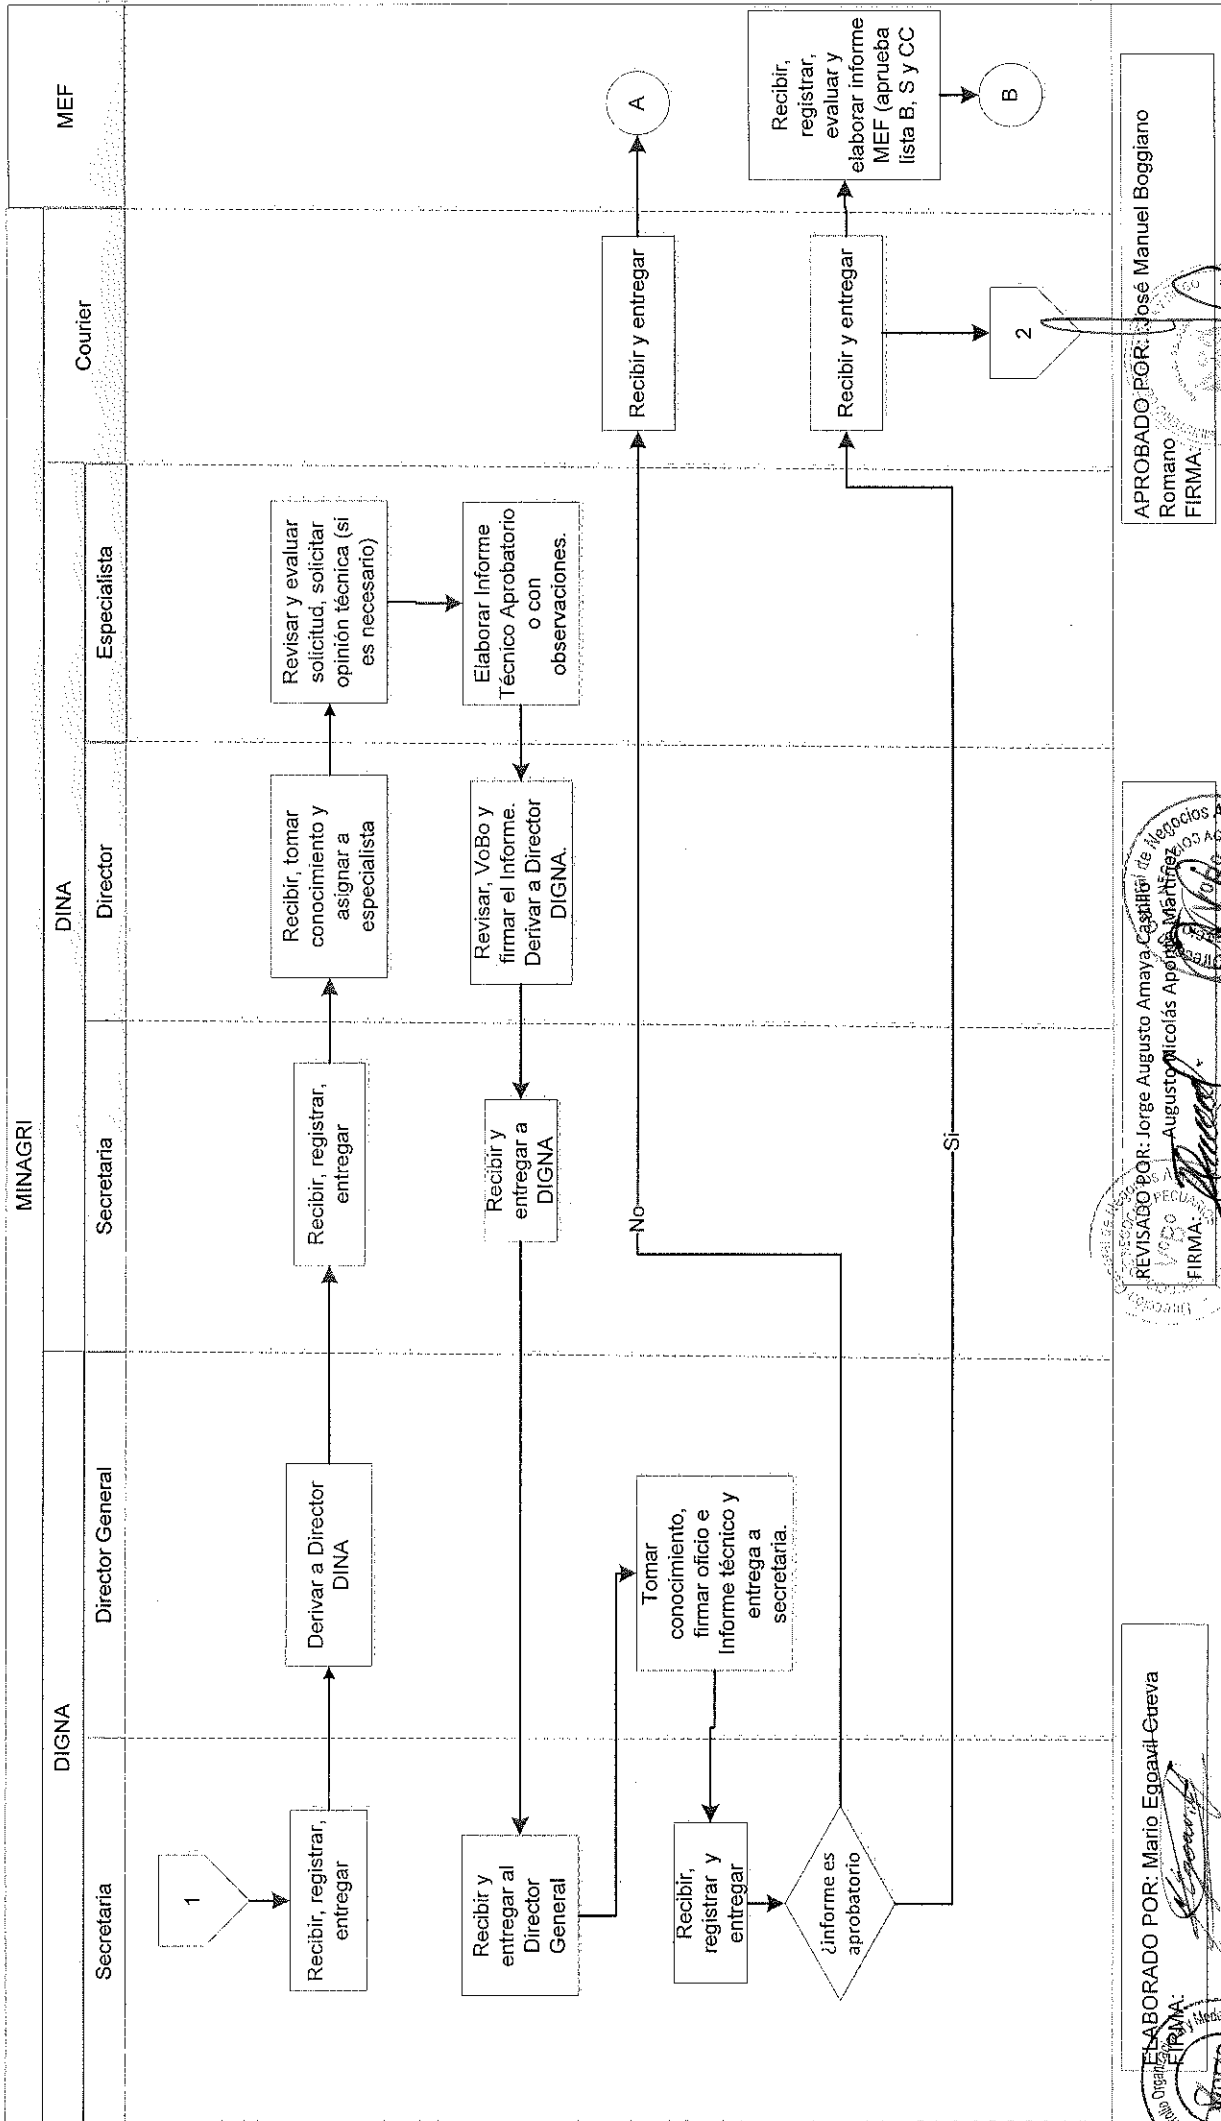 MINAGRI
MEF
DIGNA
DINA
Courier
Secretaria
Director General
Secretaria
Director
Especialista
1
Recibir, registrar,
entregar
Derivar a Director
DINA
Recibir, registrar,
entregar
Recibir, tomar
conocimiento y
asignar a
especialista
Revisar y evaluar
solicitud, solicitar
opinión técnica (si
es necesario)
Elaborar Informe
Técnico Aprobatorio
o con
observaciones.
Revisar, VoBo y
firmar el Informe.
Derivar a Director
DIGNA.
Recibir y
entregar a
DIGNA
Recibir y
entregar al
Director
General
Tomar
conocimiento,
firmar oficio e
Informe técnico y
entrega a
secretaria.
Recibir,
registrar y
entregar
¿informe es
aprobatorio
No
Recibir y entregar
A
Si
Recibir y entregar
2
Recibir,
registrar,
evaluar y
elaborar informe
MEF (aprueba
lista B, S y CC
B
ELABORADO POR: Mario Egoavil Cueva
FIRMA:
REVISADO POR: Jorge Augusto Amaya Castillo
Augusto Nicolás Aponte Martínez
FIRMA:
APROBADO POR: José Manuel Boggiano
Romano
FIRMA: